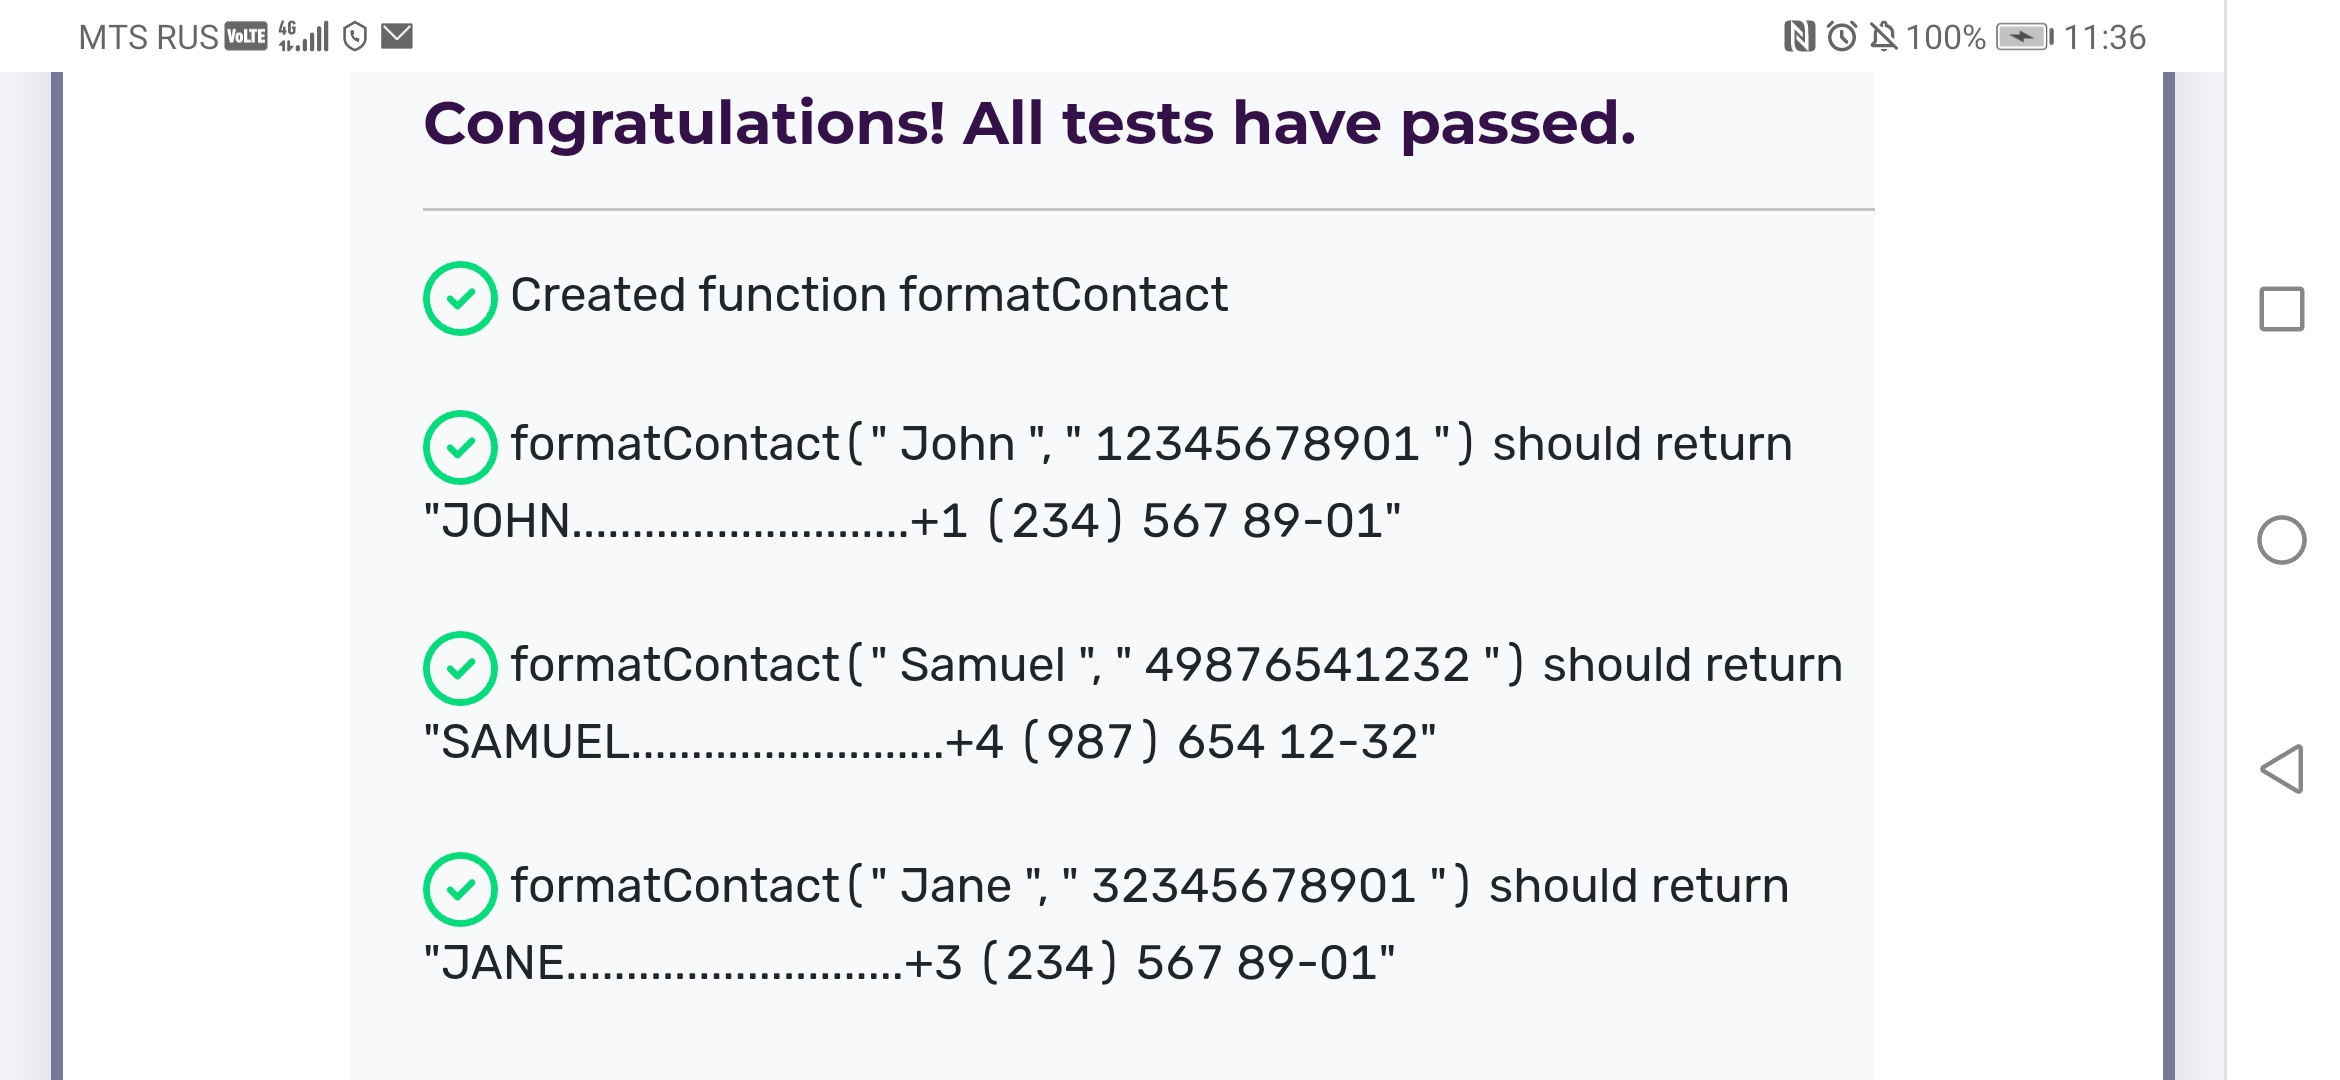 MTS RUS VoLTE 4G 100% 11:36
Congratulations! All tests have passed.
Created function formatContact
formatContact(" John ", " 12345678901 ") should return
"JOHN............................+1 (234) 567 89-01"
formatContact(" Samuel ", " 49876541232 ") should return
"SAMUEL..........................+4 (987) 654 12-32"
formatContact(" Jane ", " 32345678901 ") should return
"JANE............................+3 (234) 567 89-01"